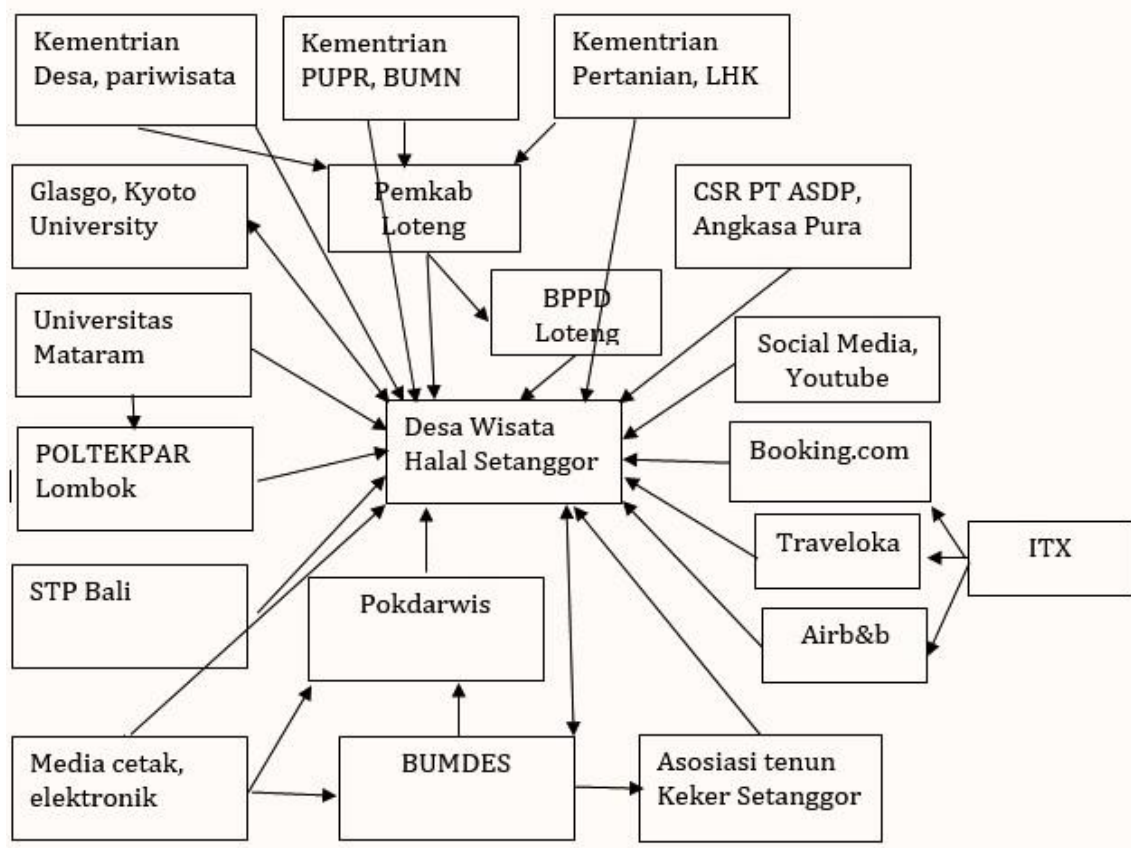 Kementrian
Desa, pariwisata
Kementrian
PUPR, BUMN
Kementrian
Pertanian, LHK
Glasgo, Kyoto
University
Pemkab
Loteng
CSR PT ASDP,
Angkasa Pura
BPPD
Loteng
Universitas
Mataram
Social Media,
Youtube
Desa Wisata
Halal Setanggor
POLTEKPAR
Lombok
Booking.com
Traveloka
ITX
STP Bali
Pokdarwis
Airb&b
Media cetak,
elektronik
BUMDES
Asosiasi tenun
Keker Setanggor